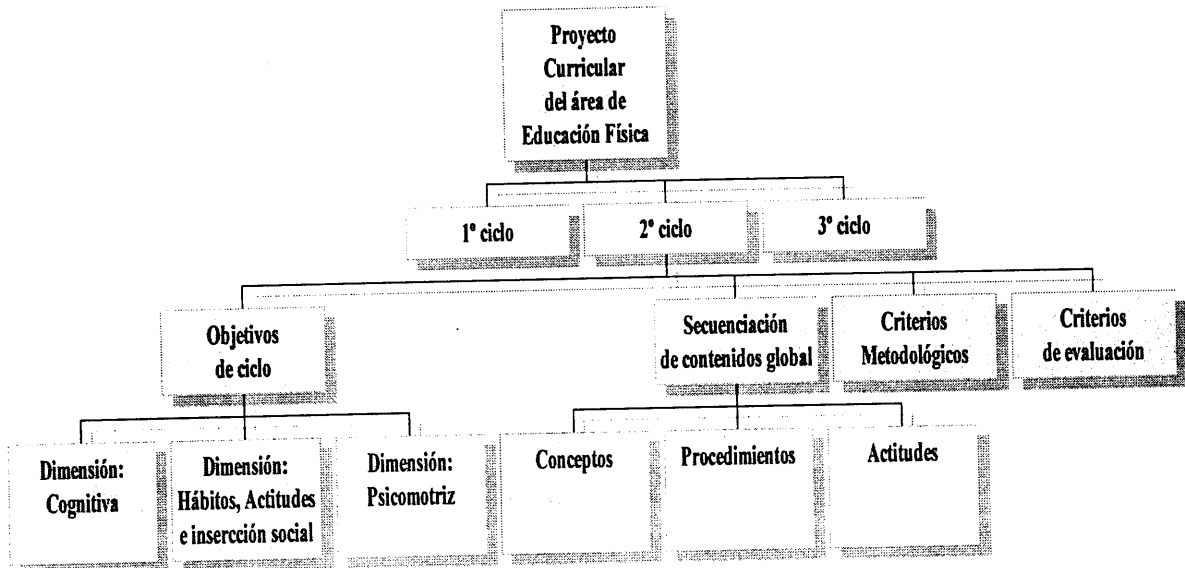 Proyecto
Curricular
del área de
Educación Física
1º ciclo
2º ciclo
3º ciclo
Objetivos
de ciclo
Secuenciación
de contenidos global
Criterios
Metodológicos
Criterios
de evaluación
Dimensión:
Cognitiva
Dimensión:
Hábitos, Actitudes
e insercción social
Dimensión:
Psicomotriz
Conceptos
Procedimientos
Actitudes